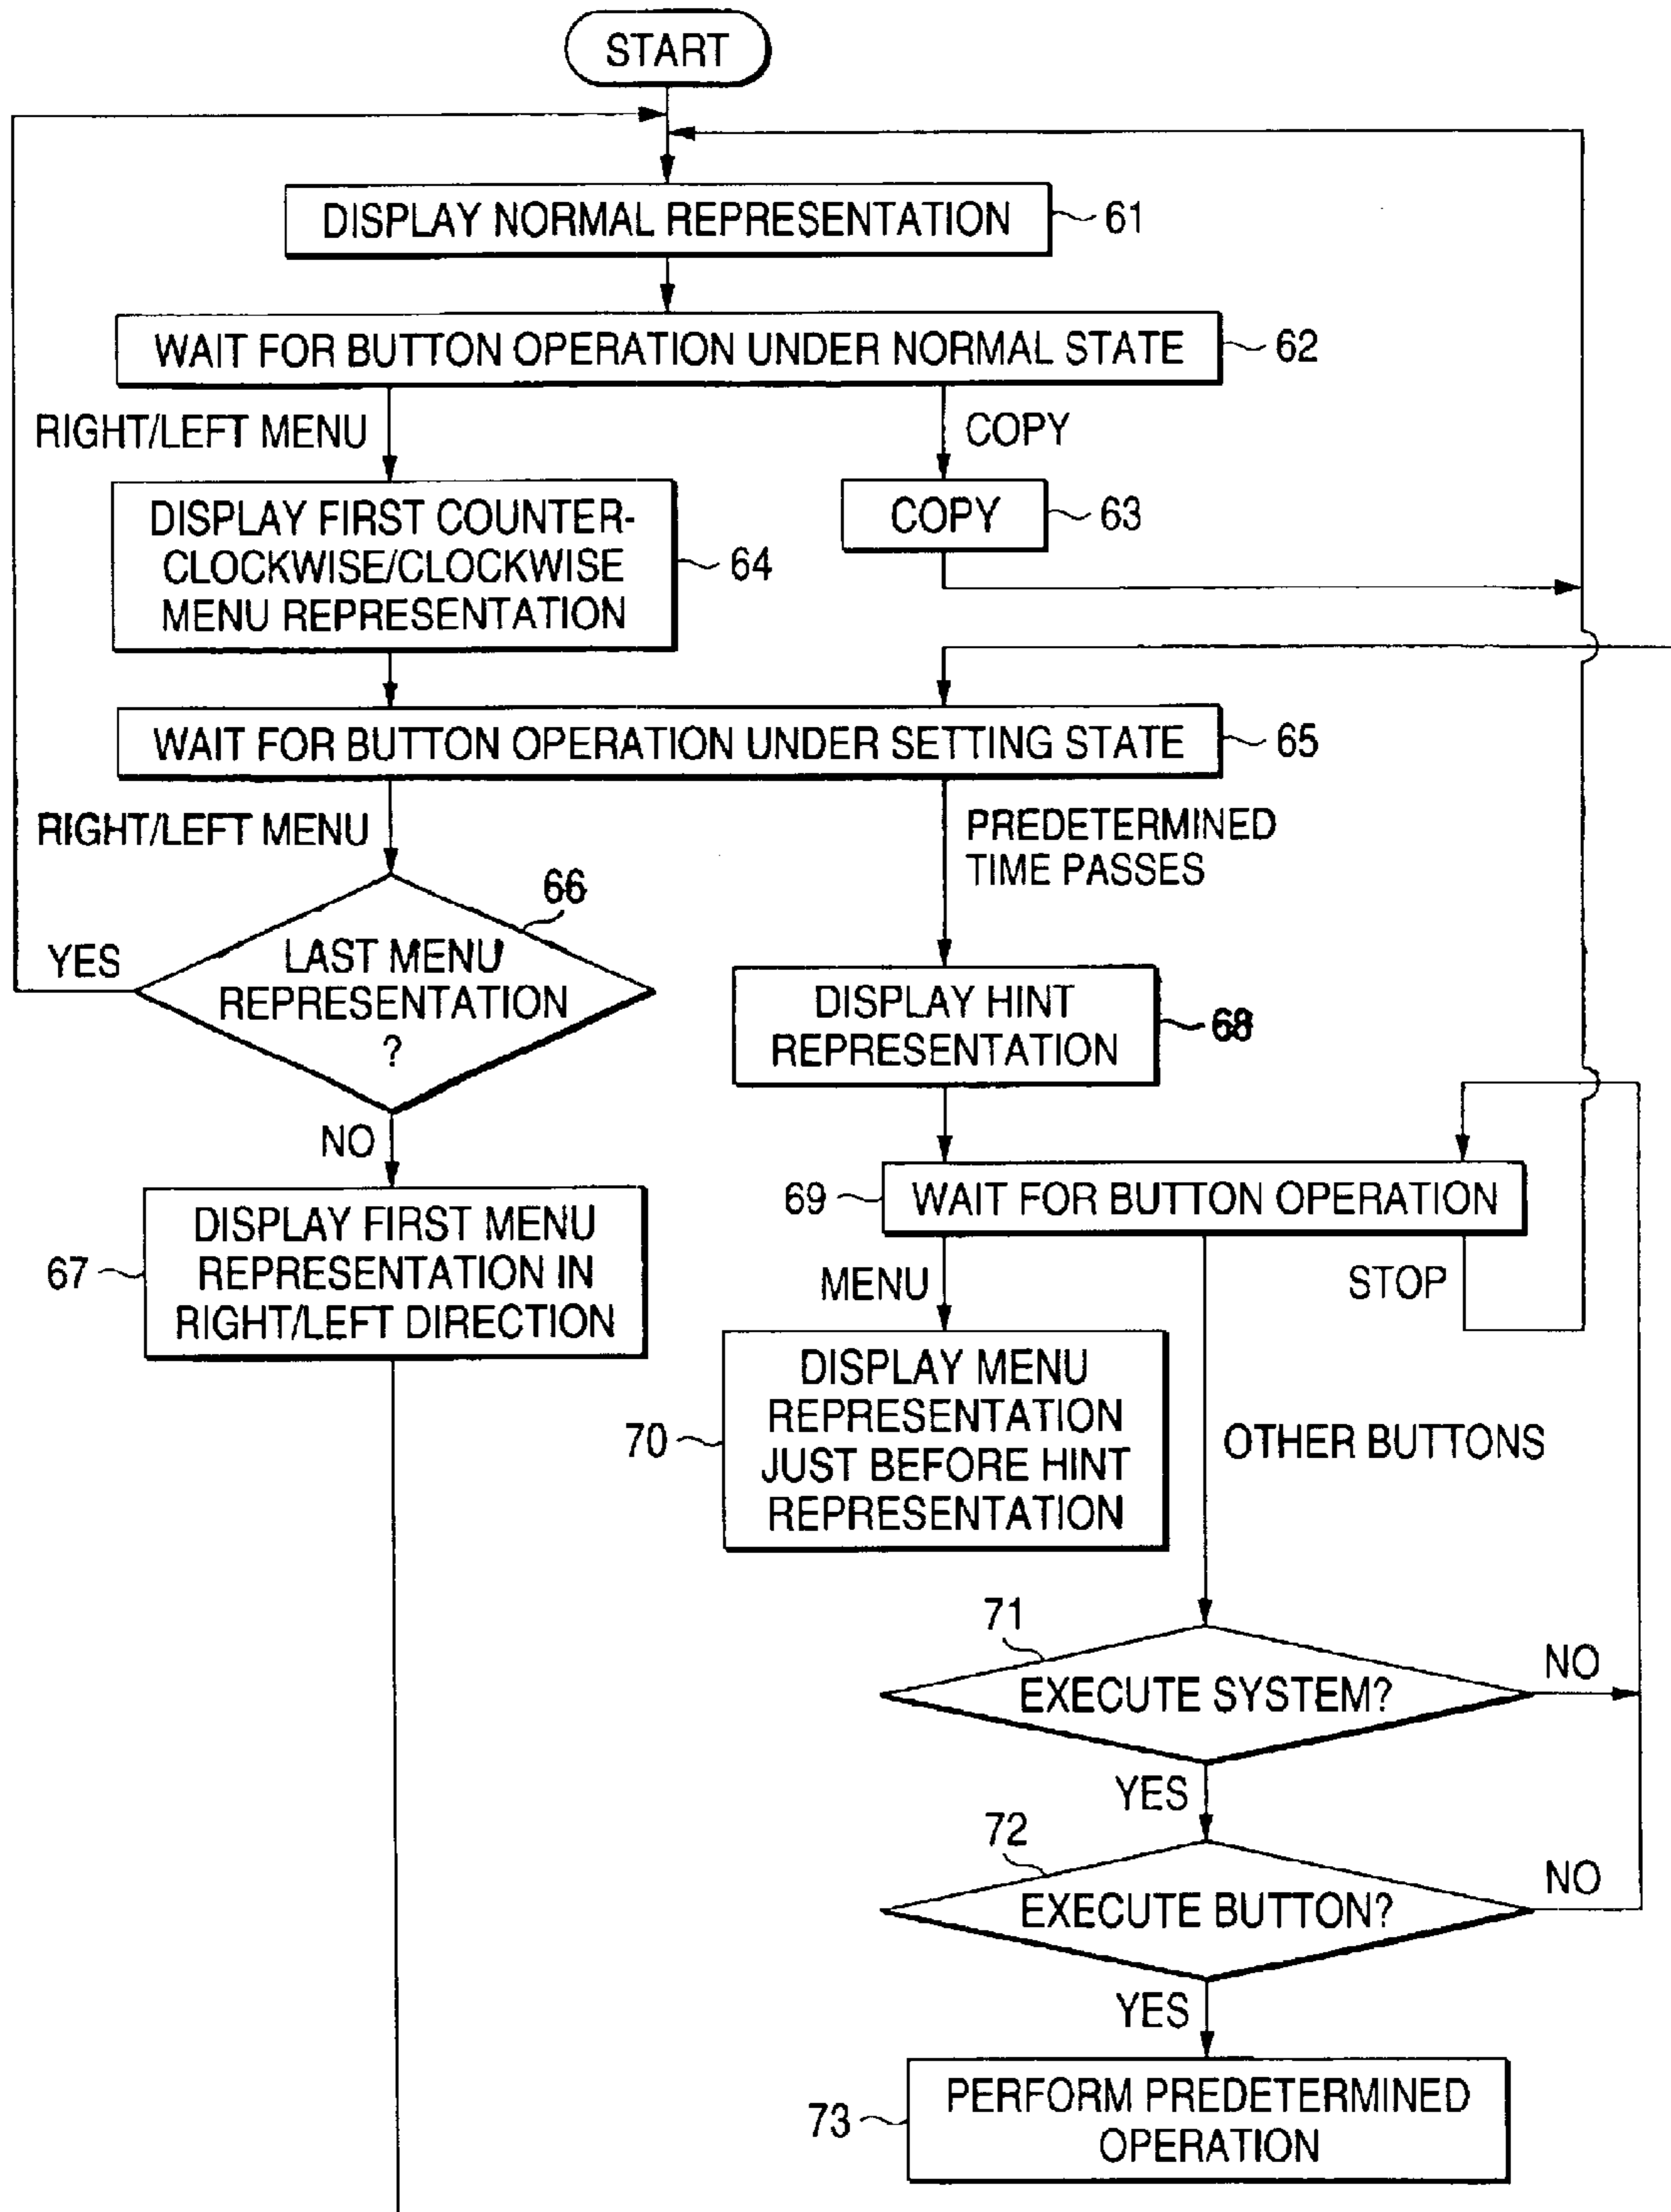 START
DISPLAY NORMAL REPRESENTATION
61
WAIT FOR BUTTON OPERATION UNDER NORMAL STATE
62
RIGHT/LEFT MENU
COPY
DISPLAY FIRST COUNTER-
CLOCKWISE/CLOCKWISE
MENU REPRESENTATION
64
COPY
63
WAIT FOR BUTTON OPERATION UNDER SETTING STATE
65
RIGHT/LEFT MENU
PREDETERMINED
TIME PASSES
66
YES
LAST MENU
REPRESENTATION
?
NO
DISPLAY HINT
REPRESENTATION
68
69
WAIT FOR BUTTON OPERATION
67
DISPLAY FIRST MENU
REPRESENTATION IN
RIGHT/LEFT DIRECTION
MENU
STOP
70
DISPLAY MENU
REPRESENTATION
JUST BEFORE HINT
REPRESENTATION
OTHER BUTTONS
71
EXECUTE SYSTEM?
NO
YES
72
EXECUTE BUTTON?
NO
YES
73
PERFORM PREDETERMINED
OPERATION